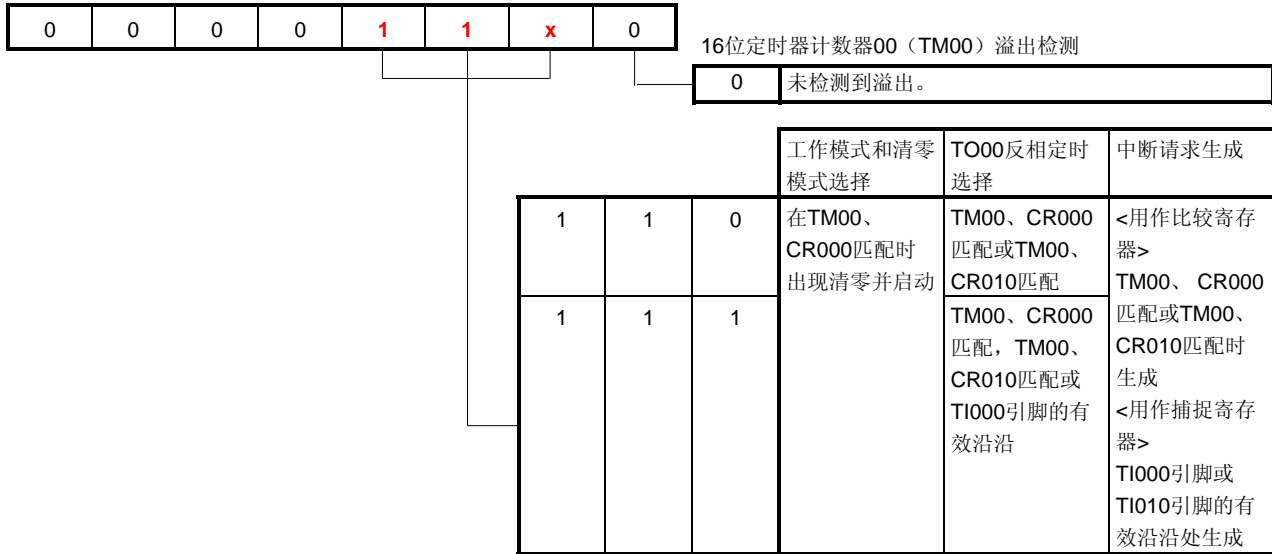 0 0 0 0 1 1 x 0
16位定时器计数器00（TM00）溢出检测
0 未检测到溢出。
工作模式和清零
模式选择
TO00反相定时
选择
中断请求生成
1 1 0
在TM00、
CR000匹配时
出现清零并启动
TM00、CR000
匹配或TM00、
CR010匹配
<用作比较寄存
器>
TM00、 CR000
匹配或TM00、
CR010匹配时
生成
<用作捕捉寄存
器>
TI000引脚或
TI010引脚的有
效沿沿处生成
1 1 1
TM00、CR000
匹配，TM00、
CR010匹配或
TI000引脚的有
效沿沿